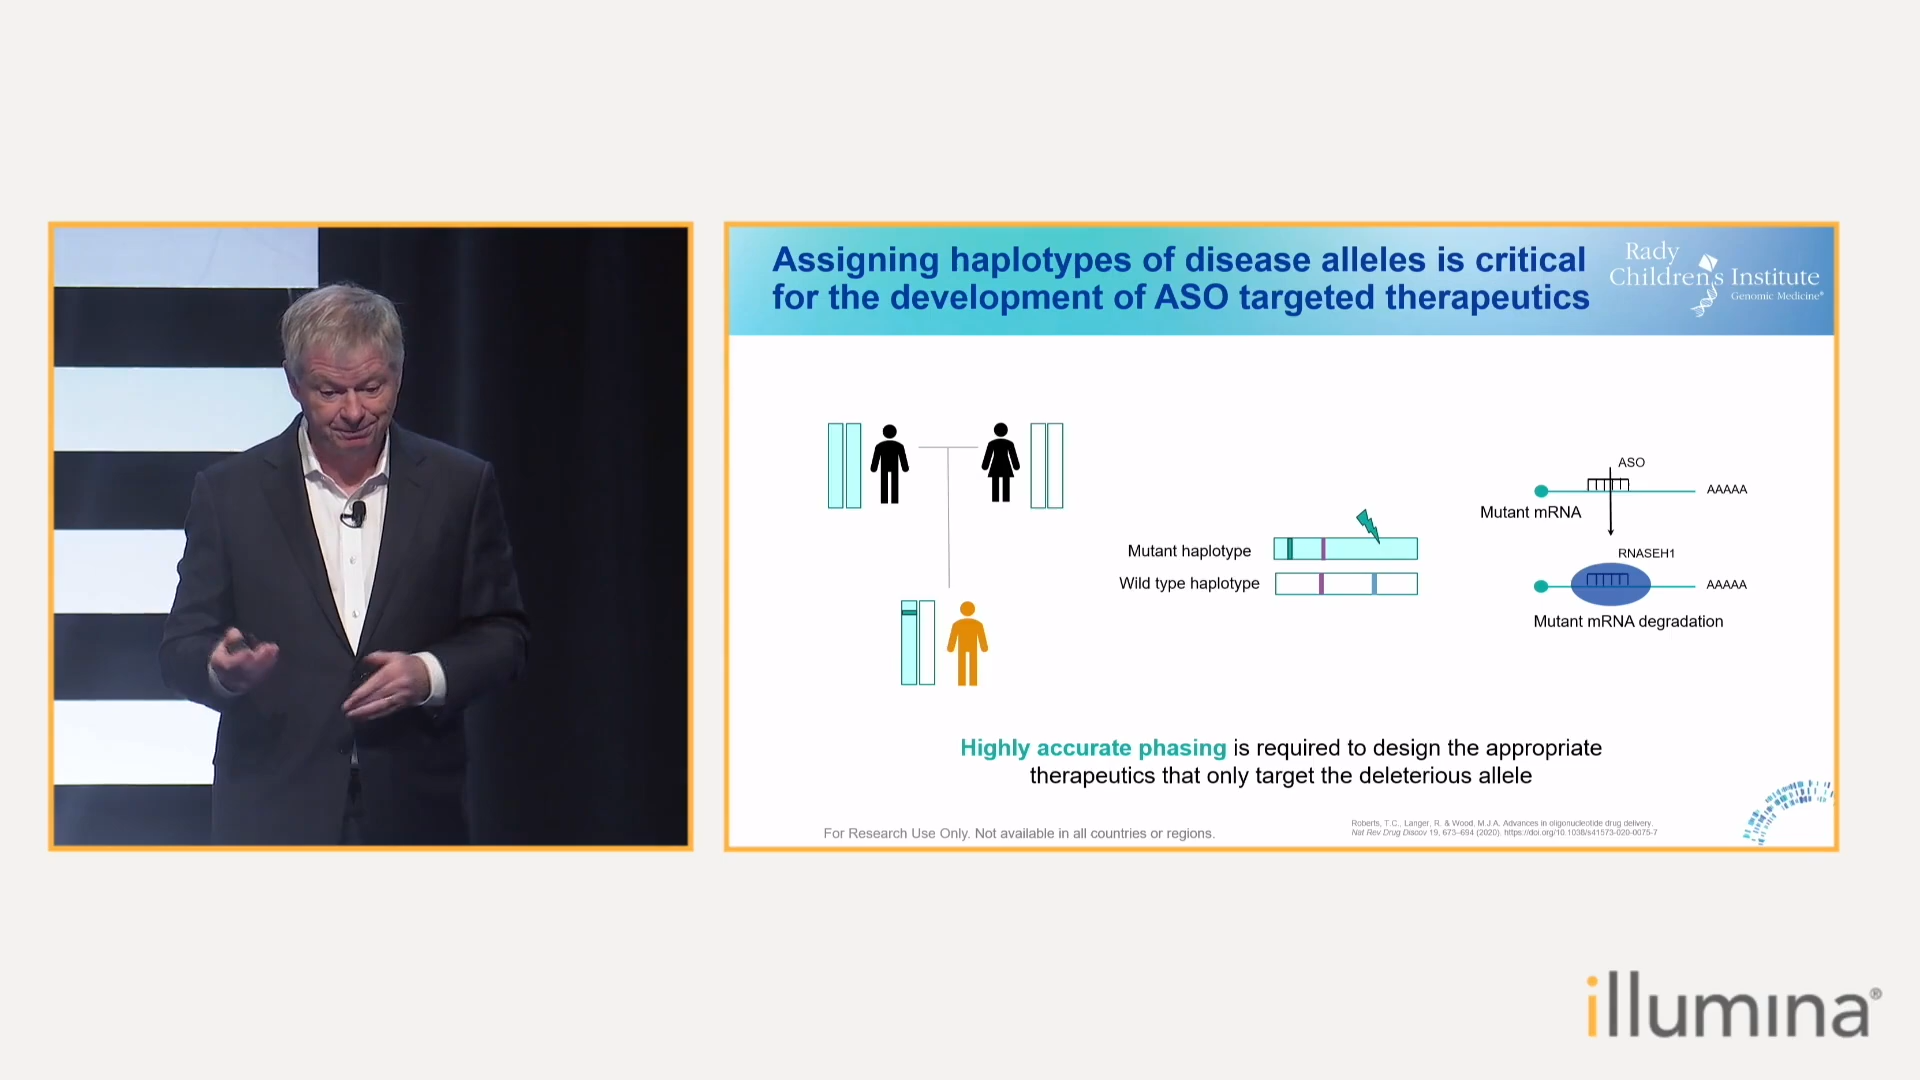 Assigning haplotypes of disease alleles is critical
for the development of ASO targeted therapeutics
Rady
Children's Institute
Genomic Medicine®
ASO
AAAAA
Mutant mRNA
Mutant haplotype
Wild type haplotype
RNASEH1
AAAAA
Mutant mRNA degradation
Highly accurate phasing is required to design the appropriate
therapeutics that only target the deleterious allele
For Research Use Only. Not available in all countries or regions.
Roberts, T.C., Langer, R. & Wood, M.J.A. Advances in oligonucleotide drug delivery.
Nat Rev Drug Discov 19, 673–694 (2020). https://doi.org/10.1038/s41573-020-0075-7
illumina®